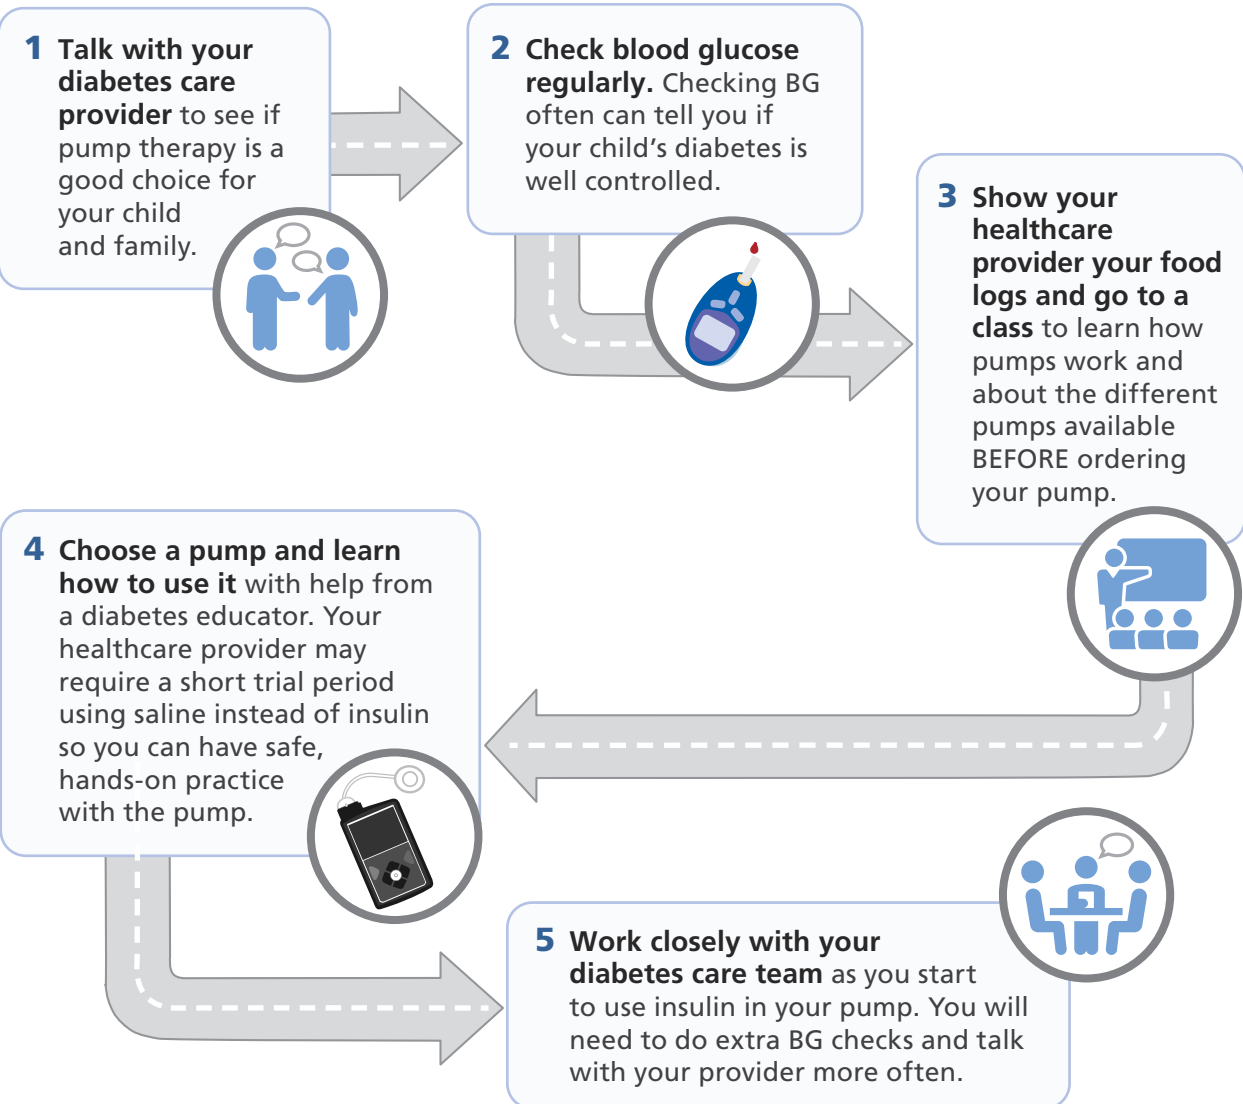 1 Talk with your
diabetes care
provider to see if
pump therapy is a
good choice for
your child
and family.
2 Check blood glucose
regularly. Checking BG
often can tell you if
your child's diabetes is
well controlled.
3 Show your
healthcare
provider your food
logs and go to a
class to learn how
pumps work and
about the different
pumps available
BEFORE ordering
your pump.
4 Choose a pump and learn
how to use it with help from
a diabetes educator. Your
healthcare provider may
require a short trial period
using saline instead of insulin
so you can have safe,
hands-on practice
with the pump.
5 Work closely with your
diabetes care team as you start
to use insulin in your pump. You will
need to do extra BG checks and talk
with your provider more often.